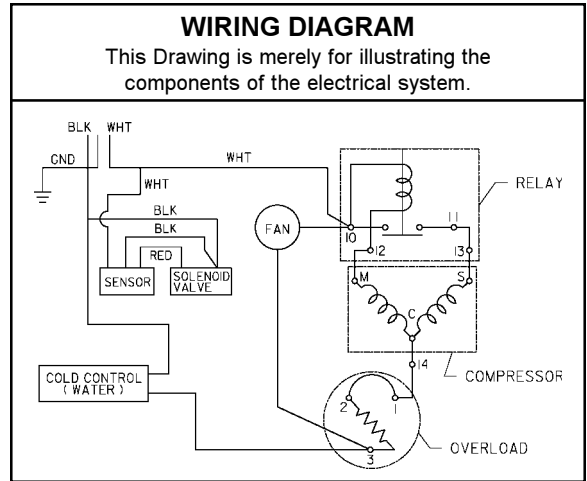 WIRING DIAGRAM
This Drawing is merely for illustrating the
components of the electrical system.
BLK WHT
GND
WHT
WHT
BLK
BLK
RED
SENSOR
SOLENOID
VALVE
FAN
RELAY
10
11
12
13
M
S
C
14
COMPRESSOR
COLD CONTROL
( WATER )
2
1
3
OVERLOAD